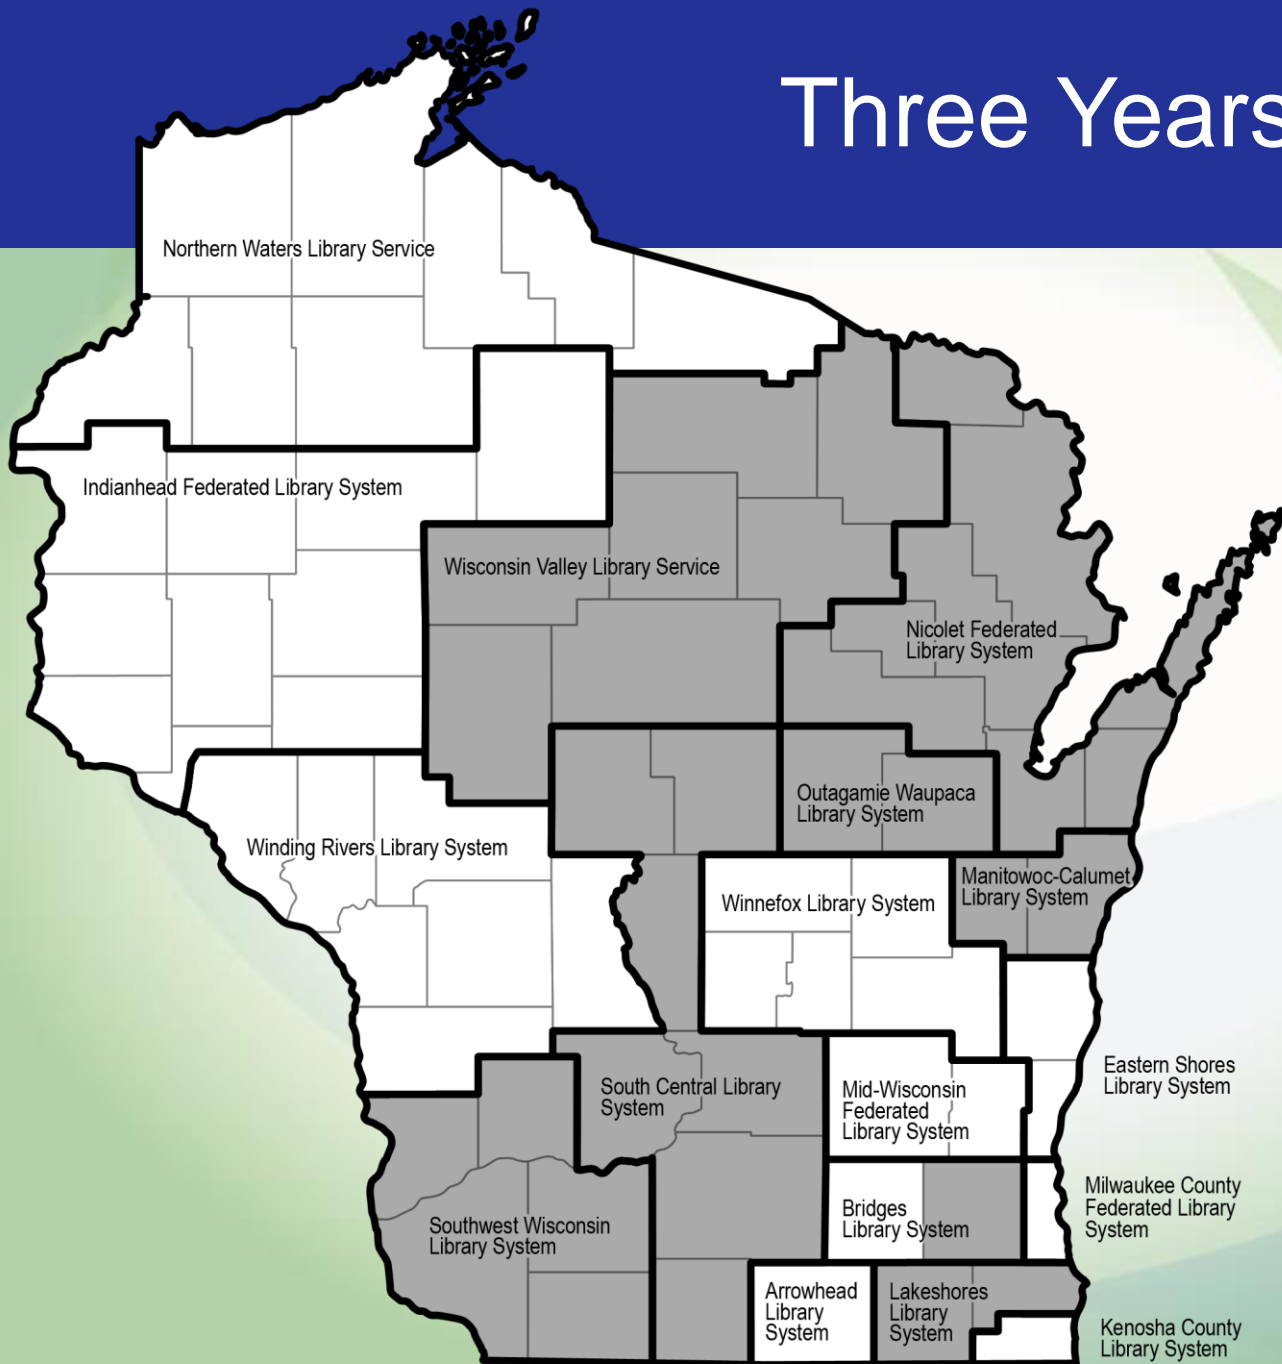 Three Years
Northern Waters Library Service
Indianhead Federated Library System
Wisconsin Valley Library Service
Nicolet Federated
Library System
Outagamie Waupaca
Library System
Winding Rivers Library System
Manitowoc-Calumet
Library System
Winnefox Library System
Eastern Shores
Library System
South Central Library
System
Mid-Wisconsin
Federated
Library System
Milwaukee County
Federated Library
System
Bridges
Library System
Southwest Wisconsin
Library System
Arrowhead
Library
System
Lakeshores
Library
System
Kenosha County
Library System